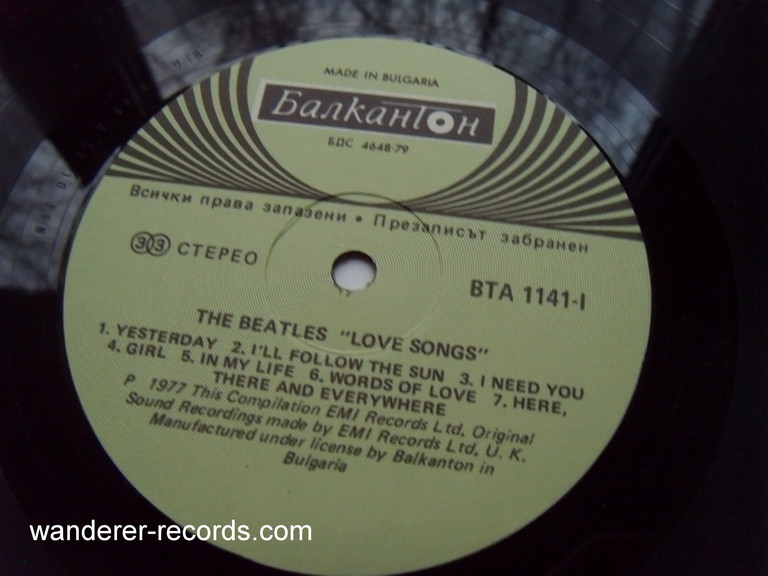 MADE IN BULGARIA
Балкантон
БДС 4648-79
Всички права запазени • Презаписът забранен
33 СТЕРЕО
ВТА 1141-I
THE BEATLES "LOVE SONGS"
1. YESTERDAY 2. I'LL FOLLOW THE SUN 3. I NEED YOU
4. GIRL 5. IN MY LIFE 6. WORDS OF LOVE 7. HERE,
THERE AND EVERYWHERE
P 1977 This Compilation EMI Records Ltd, Original
Sound Recordings made by EMI Records Ltd, U. K.
Manufactured under license by Balkanton in
Bulgaria
wanderer-records.com